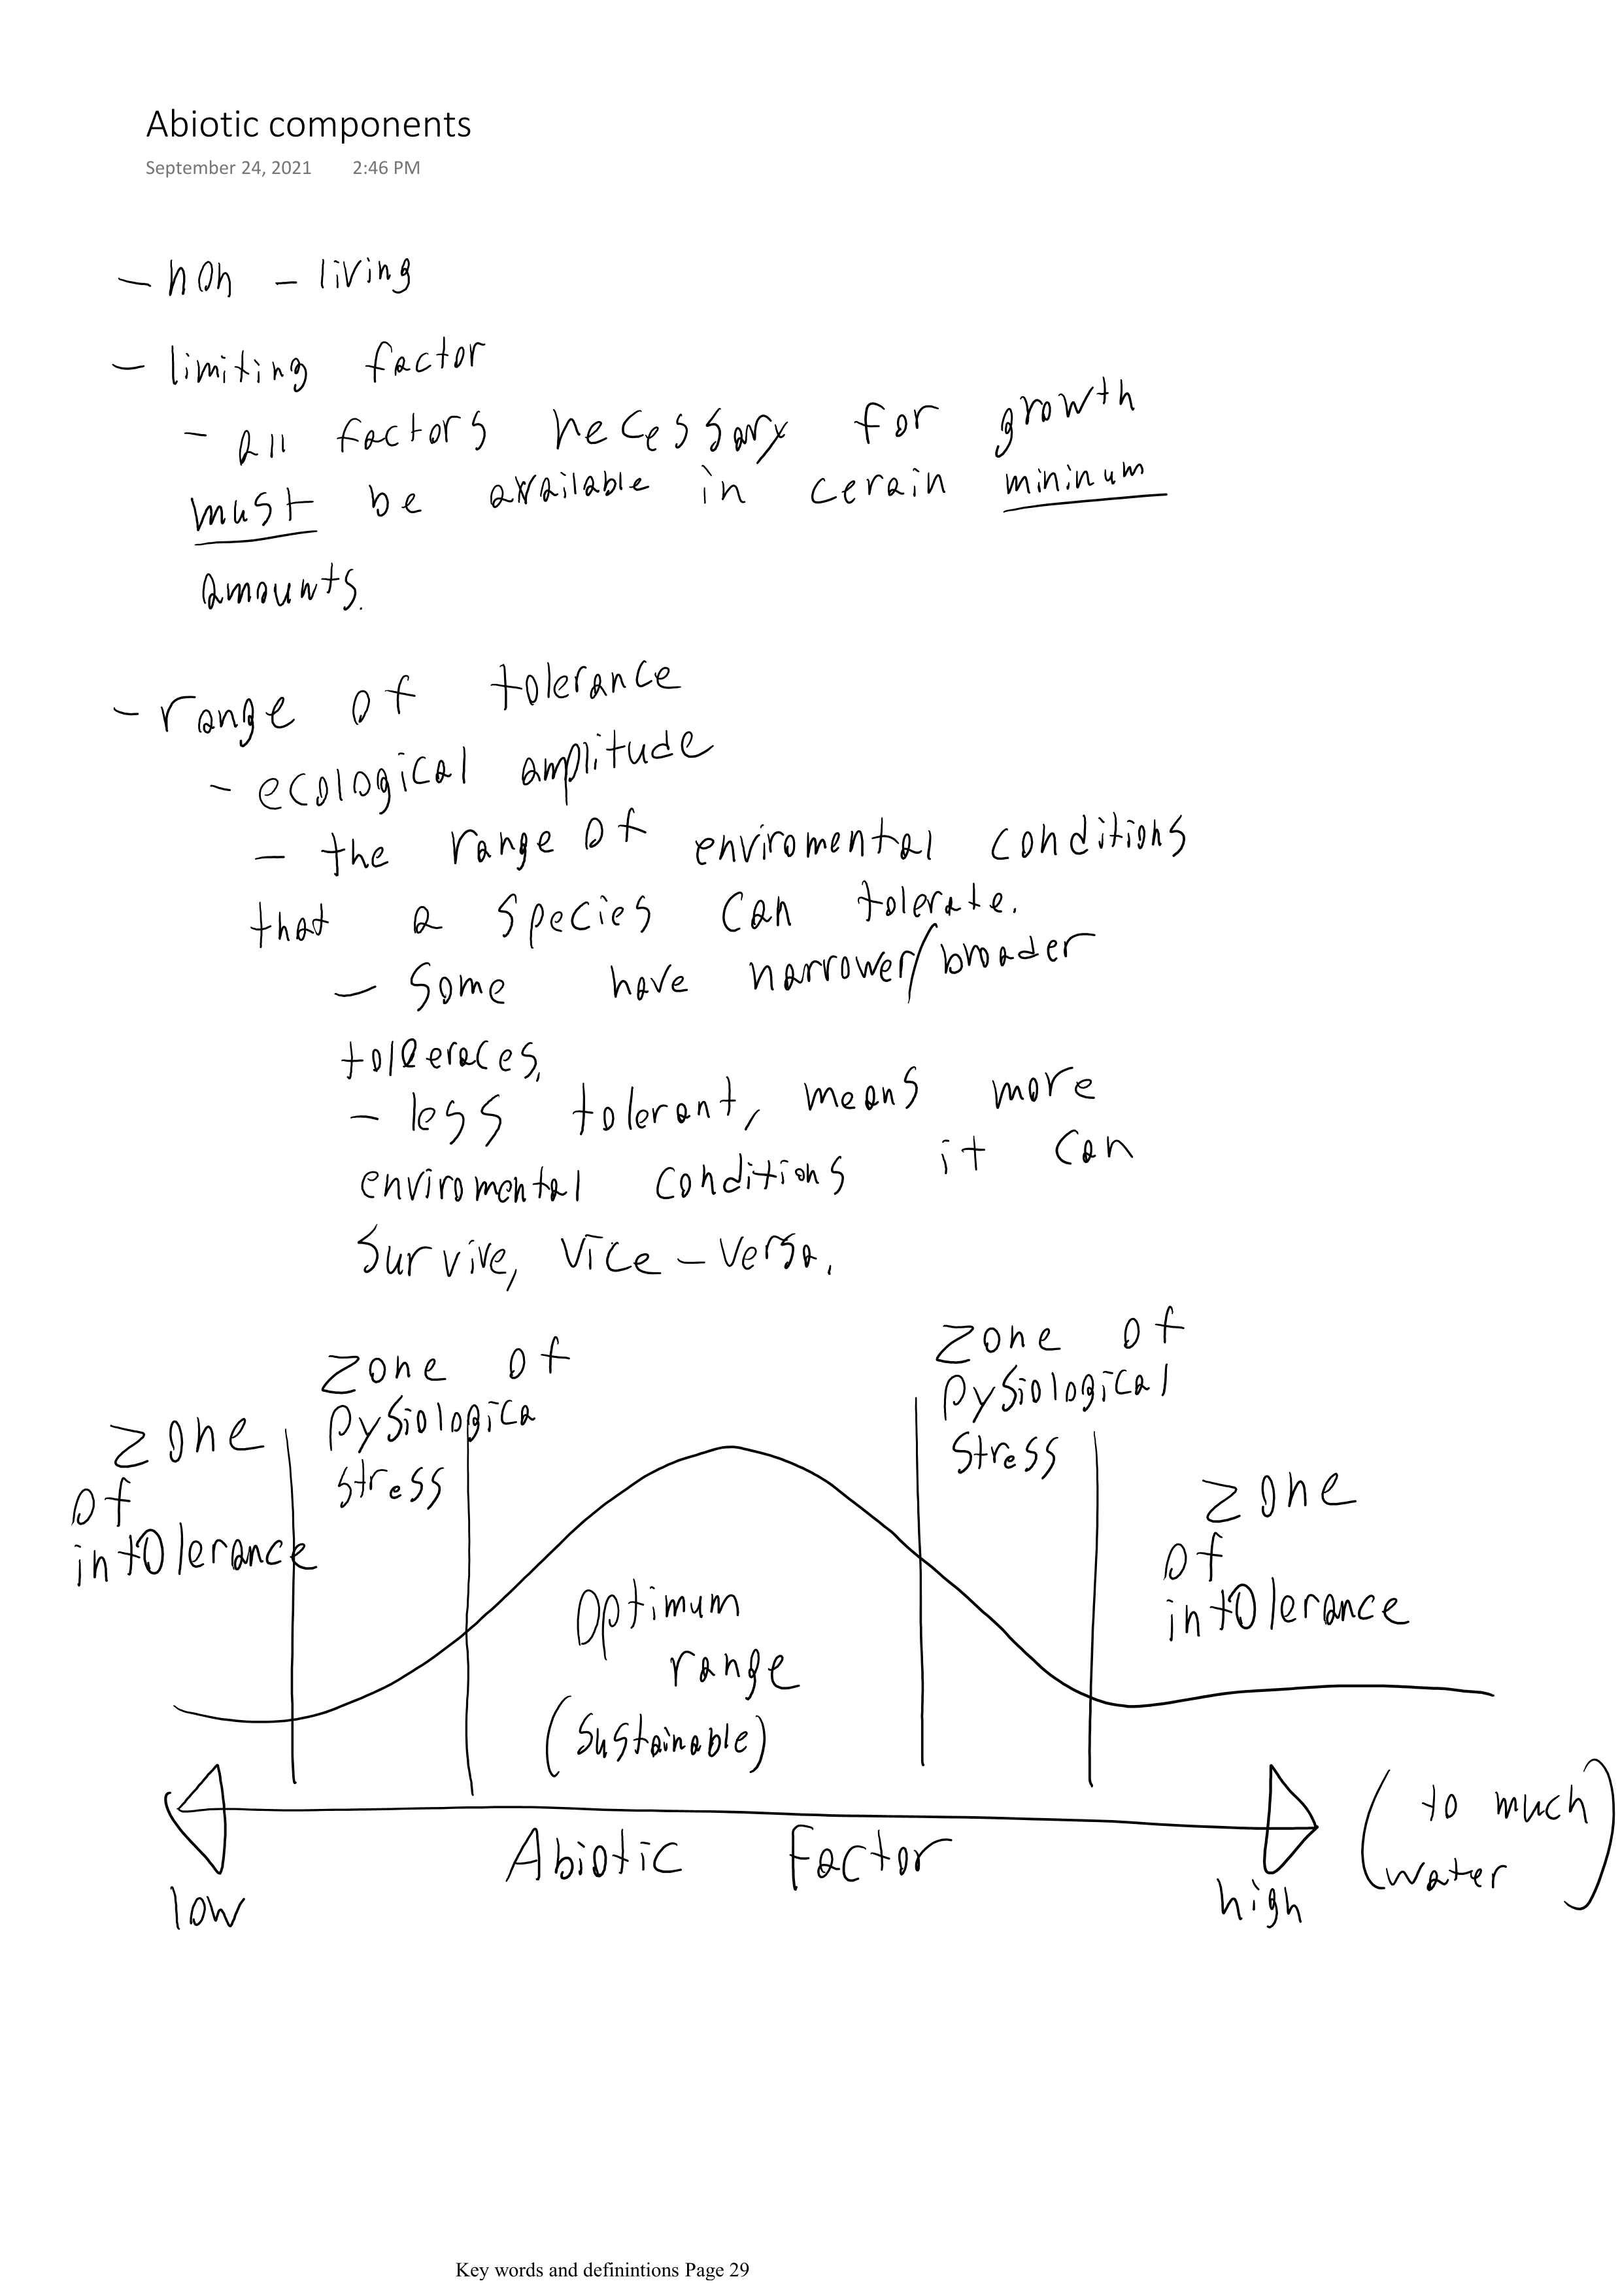 Abiotic components
September 24, 2021 2:46 PM
- non - living
- limiting factor
- all factors necessary for growth
must be available in cerain mininum
amounts.
- range of tolerance
- ecological amplitude
- the range of enviromental conditions
that a species can tolerate.
- Some have narrower/broader
toleraces,
- less tolerant, means more
enviromental conditions it can
survive, vice-versa.
zone of
intolerance
zone of
pysiologica
stress
zone of
pysiological
stress
zone
of
intolerance
Optimum
range
(sustainable)
Abiotic Factor
low
high
(to much
water)
Key words and definintions Page 29